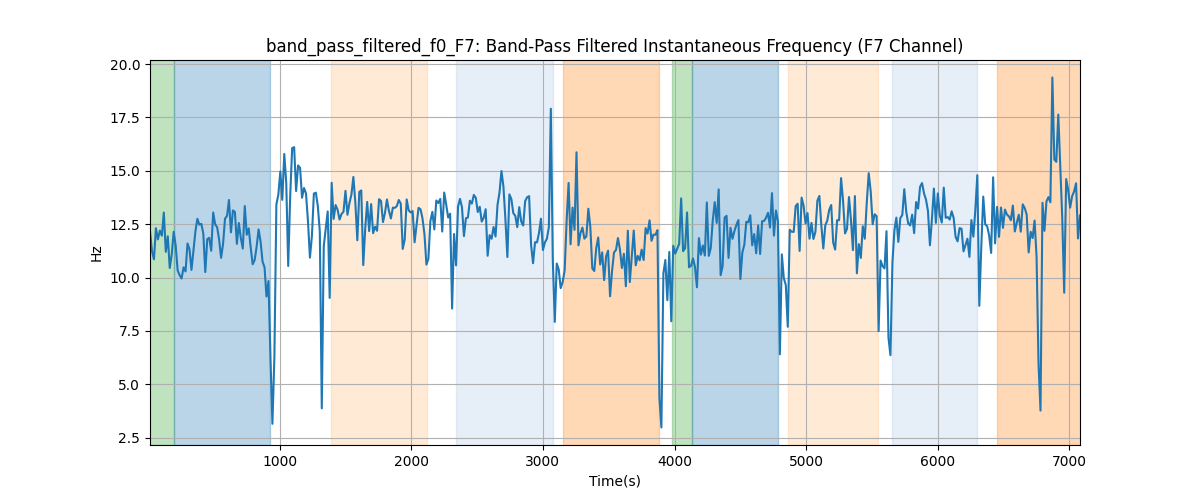 band_pass_filtered_f0_F7: Band-Pass Filtered Instantaneous Frequency (F7 Channel)
20.0
17.5
15.0
12.5
10.0
7.5
5.0
2.5
Hz
1000 2000 3000 4000 5000 6000 7000
Time(s)